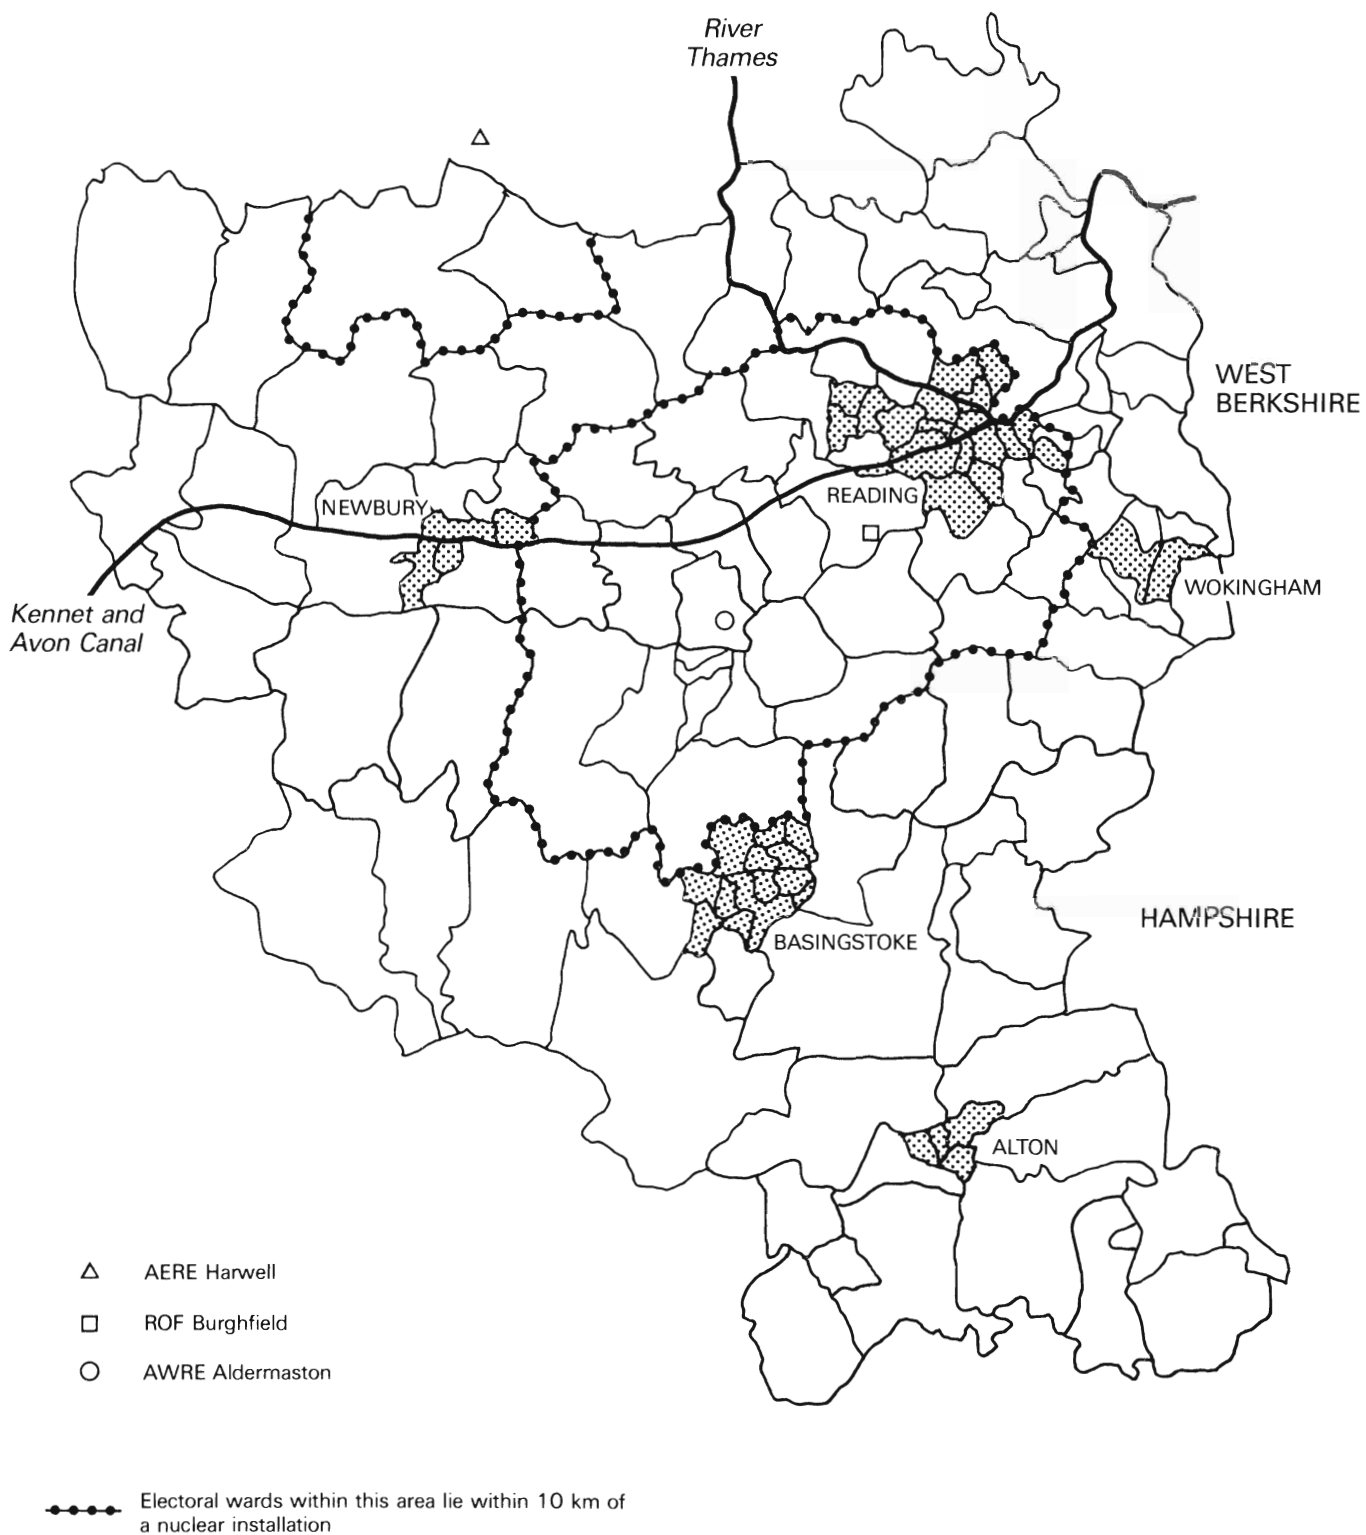 River
Thames
WEST
BERKSHIRE
NEWBURY
READING
WOKINGHAM
Kennet and
Avon Canal
HAMPSHIRE
BASINGSTOKE
ALTON
AERE Harwell
ROF Burghfield
AWRE Aldermaston
Electoral wards within this area lie within 10 km of
a nuclear installation